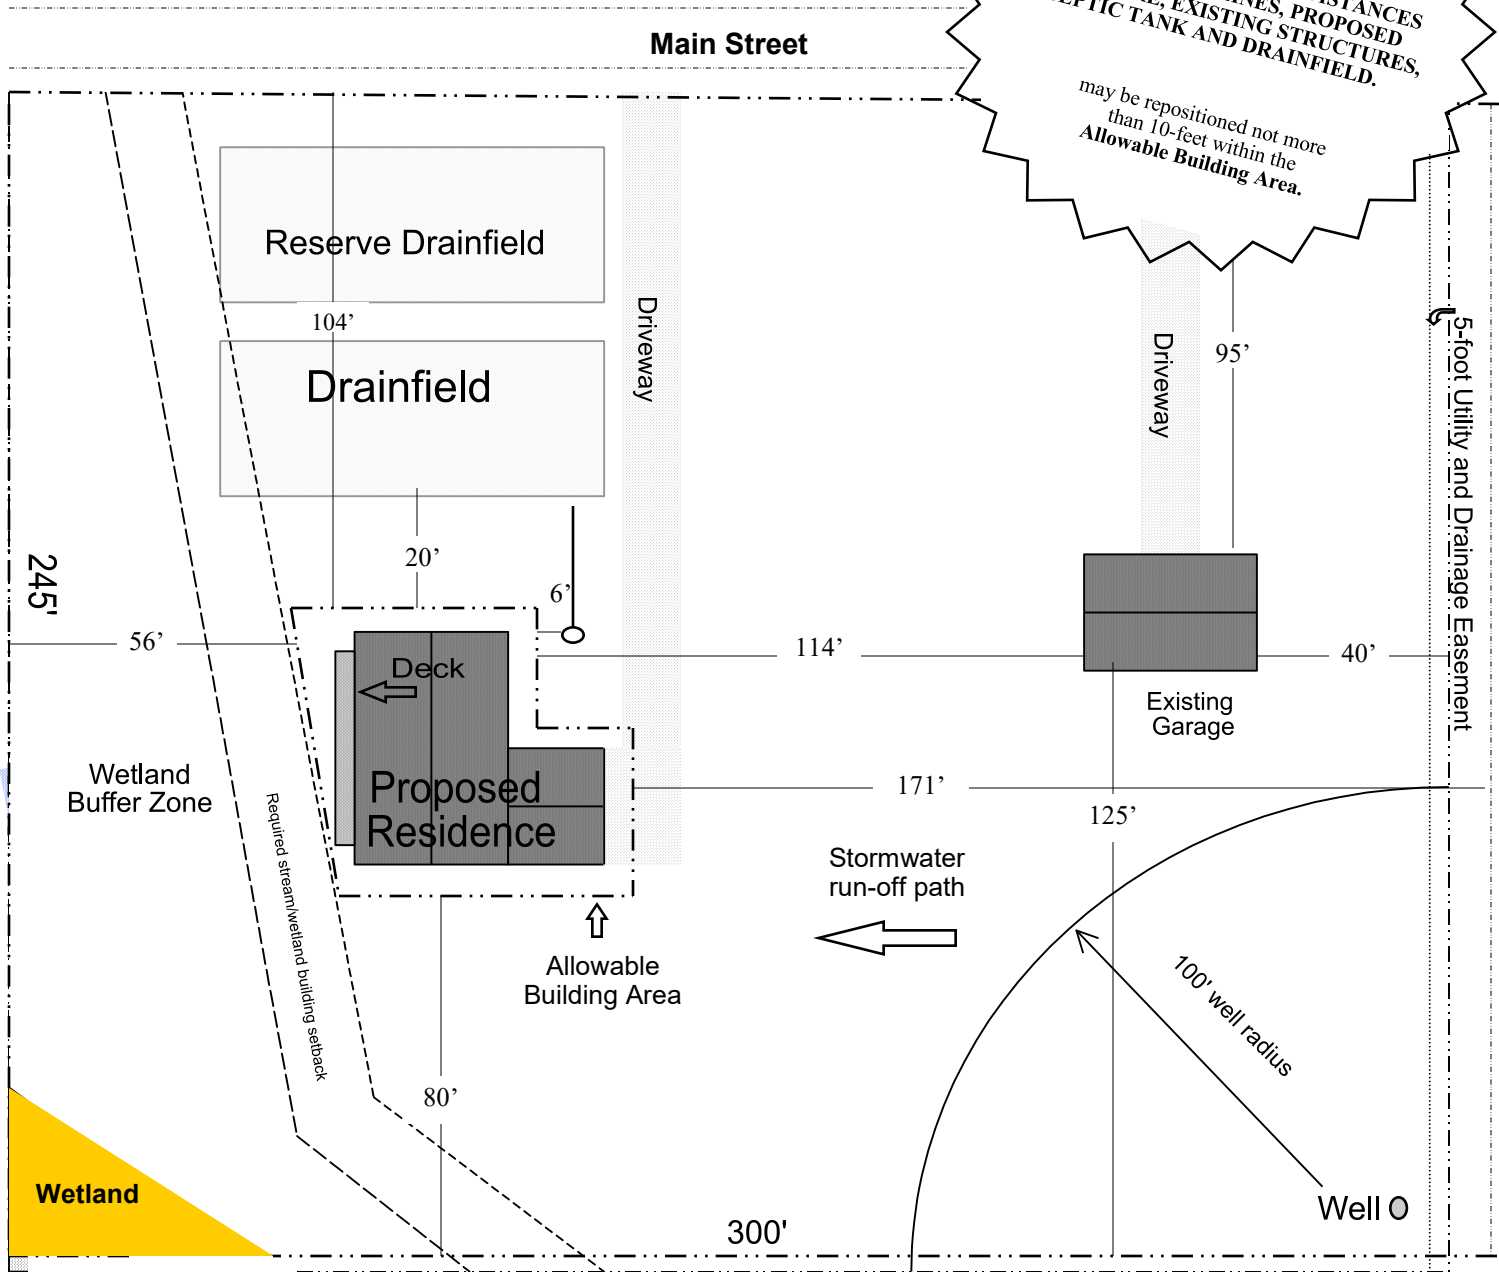 DISTANCES
LINES, PROPOSED
EXISTING STRUCTURES,
SEPTIC TANK AND DRAINFIELD.
may be repositioned not more
than 10-feet within the
Allowable Building Area.
Main Street
Reserve Drainfield
104’
Drainfield
Driveway
Driveway
95’
5-foot Utility and Drainage Easement
20’
6’
245'
56’
114’
40’
Deck
Existing
Garage
Wetland
Buffer Zone
Proposed
Residence
171’
125’
Required stream/wetland building setback
Stormwater
run-off path
Allowable
Building Area
100' well radius
80’
Wetland
Well
300'